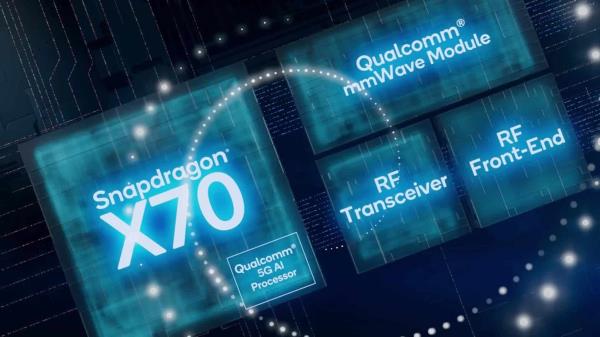 Snapdragon®
X70
Qualcomm®
5G AI
Processor
Qualcomm®
mmWave Module
RF
Transceiver
RF
Front-End